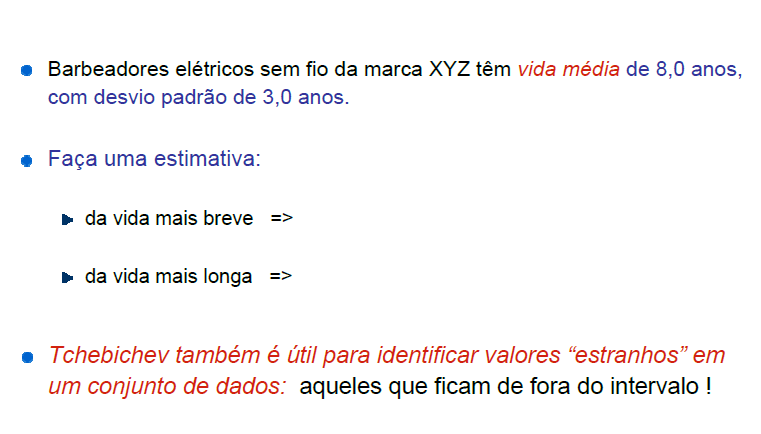 Barbeadores elétricos sem fio da marca XYZ têm vida média de 8,0 anos,
com desvio padrão de 3,0 anos.
Faça uma estimativa:
da vida mais breve =>
da vida mais longa =>
Tchebichev também é útil para identificar valores “estranhos” em
um conjunto de dados: aqueles que ficam de fora do intervalo !